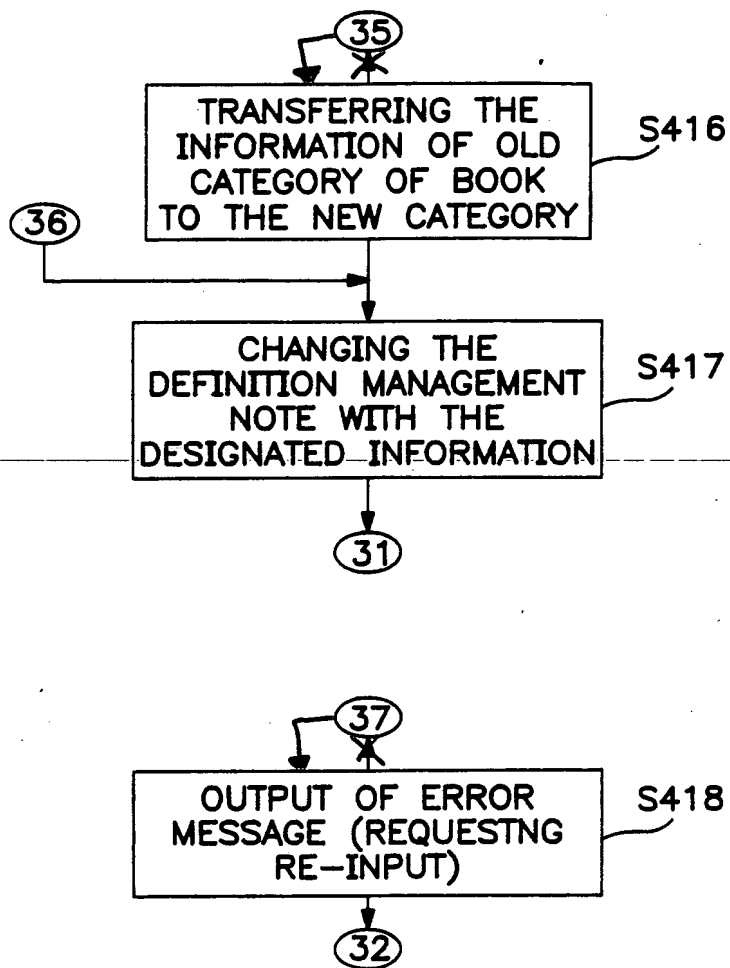 35
TRANSFERRING THE
INFORMATION OF OLD
CATEGORY OF BOOK
TO THE NEW CATEGORY
S416
36
CHANGING THE
DEFINITION MANAGEMENT
NOTE WITH THE
DESIGNATED INFORMATION
S417
31
37
OUTPUT OF ERROR
MESSAGE (REQUESTNG
RE-INPUT)
S418
32